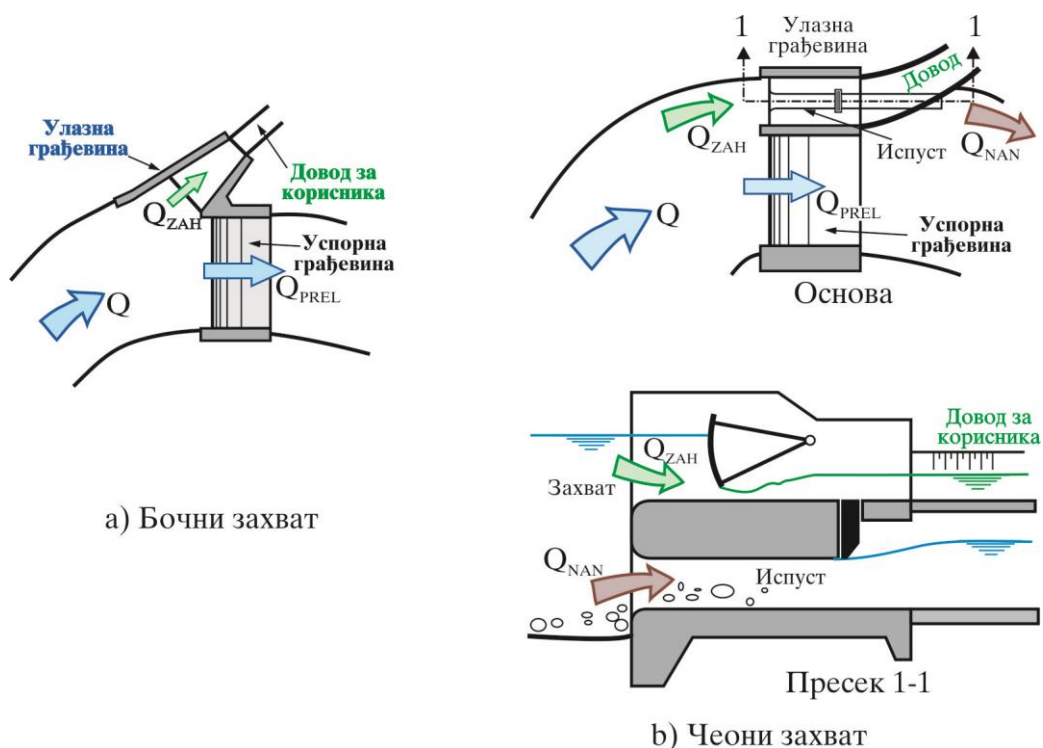 Улазна
грађевина
Довод за
корисника
Q ZAH
Успорна
грађевина
Q
Q PREL
а) Бочни захват
1
Улазна
грађевина
1
Довод
Q ZAH
Испуст
Q NAN
Q
Q PREL
Успорна
грађевина
Основа
Довод за
корисника
Q ZAH
Захват
Q NAN
Испуст
Пресек 1-1
b) Чеони захват